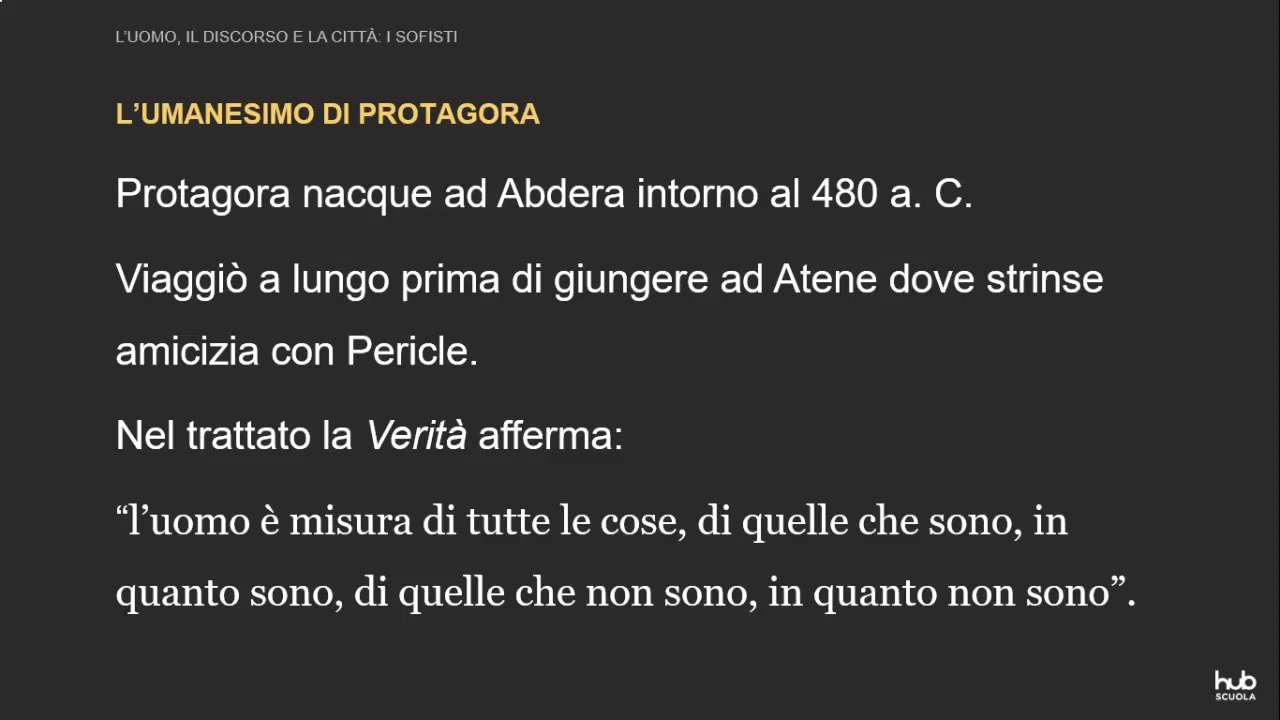 L’UOMO, IL DISCORSO E LA CITTÀ: I SOFISTI
L’UMANESIMO DI PROTAGORA
Protagora nacque ad Abdera intorno al 480 a. C.
Viaggiò a lungo prima di giungere ad Atene dove strinse
amicizia con Pericle.
Nel trattato la Verità afferma:
“l’uomo è misura di tutte le cose, di quelle che sono, in
quanto sono, di quelle che non sono, in quanto non sono”.
hub
SCUOLA